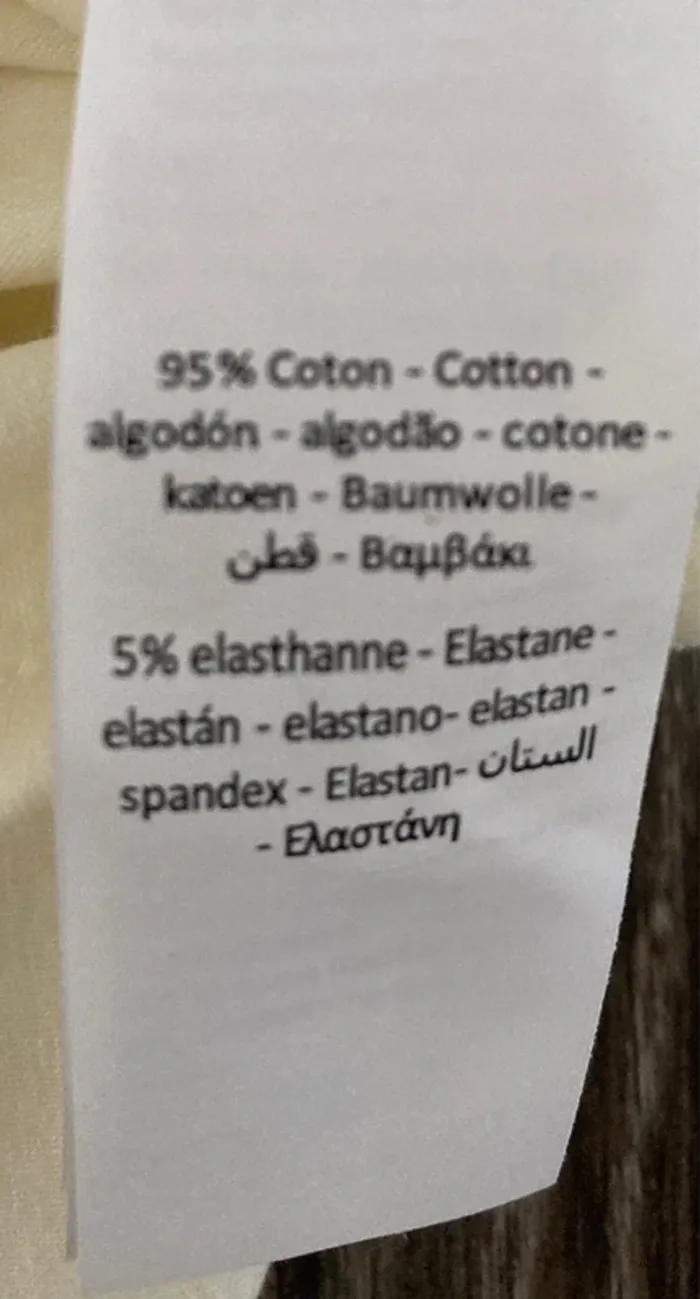 95% Coton - Cotton -
algodón - algodão - cotone -
katoen - Baumwolle -
قطن - Βαμβάκι
5% elasthanne - Elastane -
elastán - elastano- elastan -
spandex - Elastan- الستان
- Ελαστάνη